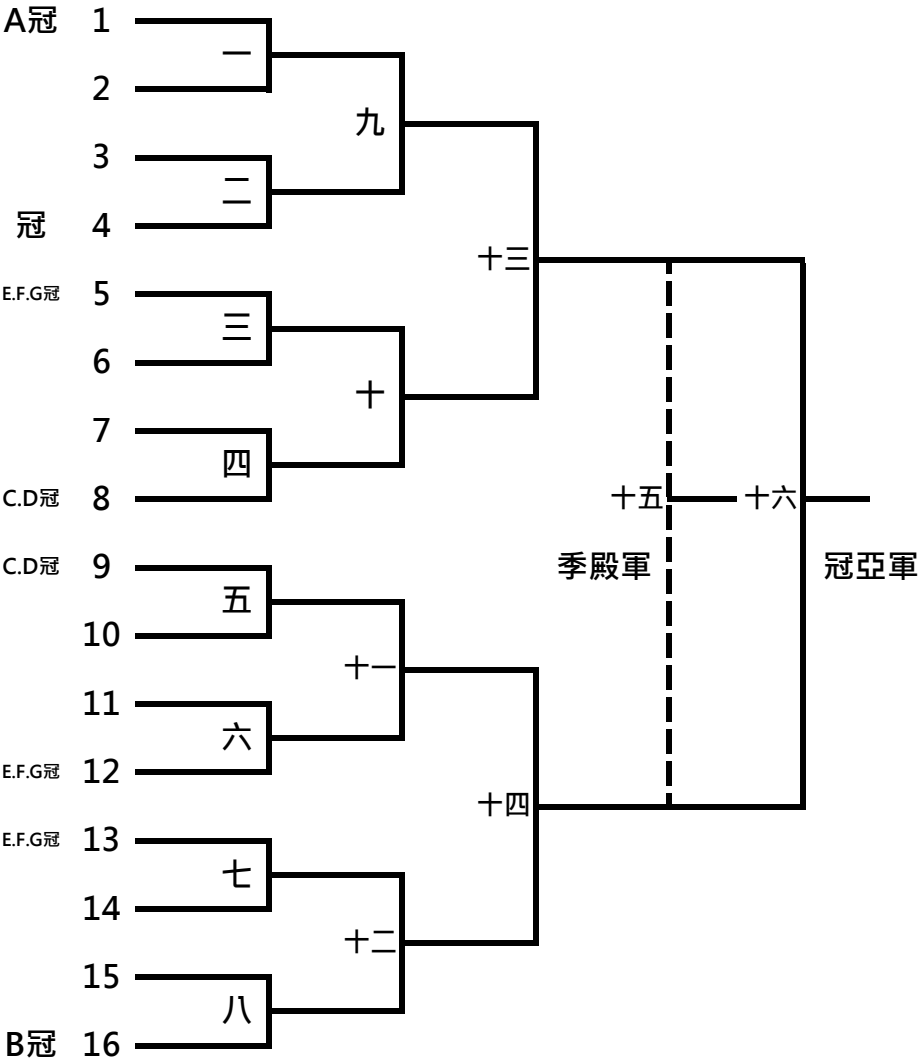 A冠 1
一
2
九
3
二
冠 4
十三
E.F.G冠 5
三
6
十
7
四
C.D冠 8
十五 十六
C.D冠 9
季殿軍 冠亞軍
五
10
十一
11
六
E.F.G冠 12
十四
E.F.G冠 13
七
14
十二
15
八
B冠 16